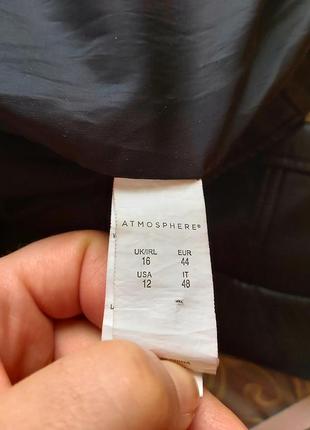 ATMOSPHERE®
UK/IRL EUR
16 44
USA IT
12 48